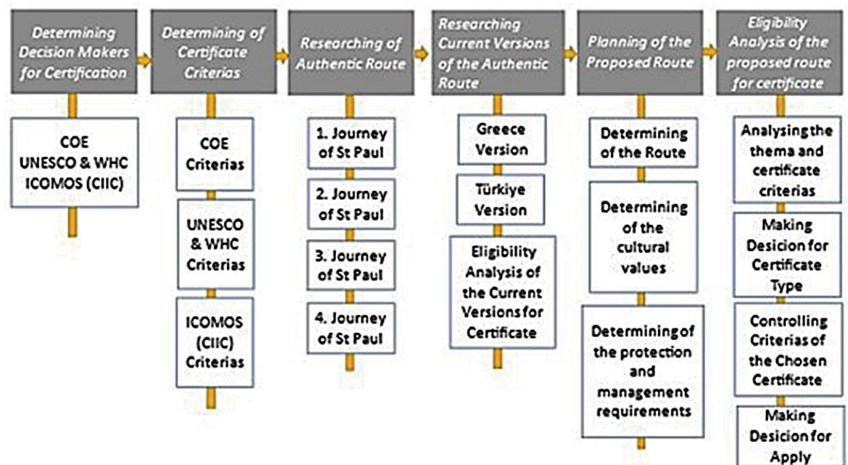 Determining
Decision Makers
for Certification
COE
UNESCO & WHC
ICOMOS (CIIC)
Determining of
Certificate
Criterias
COE
Criterias
UNESCO
& WHC
Criterias
ICOMOS
(CIIC)
Criterias
Researching of
Authentic Route
1. Journey
of St Paul
2. Journey
of St Paul
3. Journey
of St Paul
4. Journey
of St Paul
Researching
Current Versions
of the Authentic
Route
Greece
Version
Türkiye
Version
Eligibility
Analysis of
the Current
Versions for
Certificate
Planning of the
Proposed Route
Determining
of the Route
Determining
of the
cultural
values
Determining of
the protection
and
management
requirements
Eligibility
Analysis of the
proposed route
for certificate
Analysing the
thema and
certificate
criterias
Making
Desicion for
Certificate
Type
Controlling
Criterias of
the Chosen
Certificate
Making
Desicion for
Apply